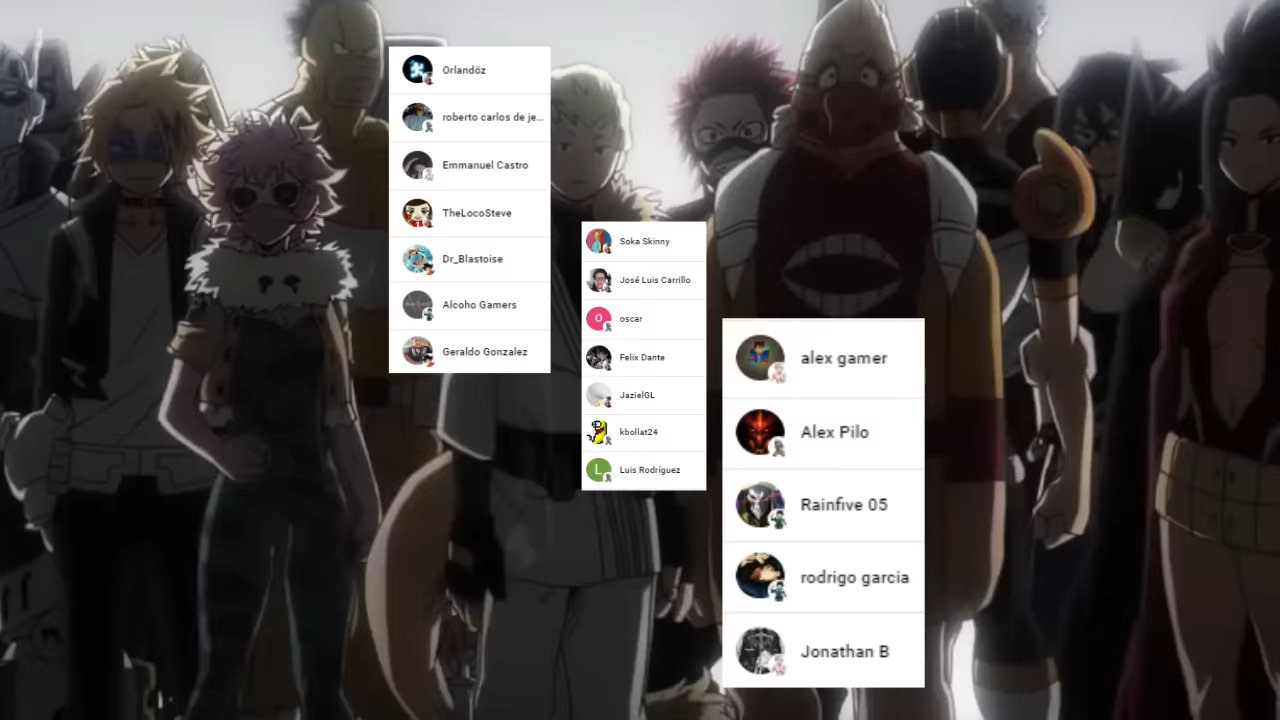 Orlandöz
roberto carlos de je...
Emmanuel Castro
TheLocoSteve
Dr_Blastoise
Alcoho Gamers
Geraldo Gonzalez
Soka Skinny
José Luis Carrillo
O
oscar
Felix Dante
JazielGL
kbollat24
L
Luis Rodríguez
alex gamer
Alex Pilo
Rainfive 05
rodrigo garcia
Jonathan B